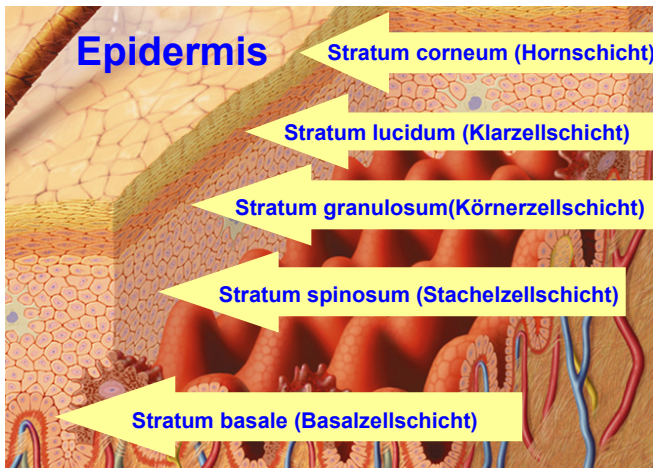 Epidermis
Stratum corneum (Hornschicht)
Stratum lucidum (Klarzellschicht)
Stratum granulosum(Körnerzellschicht)
Stratum spinosum (Stachelzellschicht)
Stratum basale (Basalzellschicht)